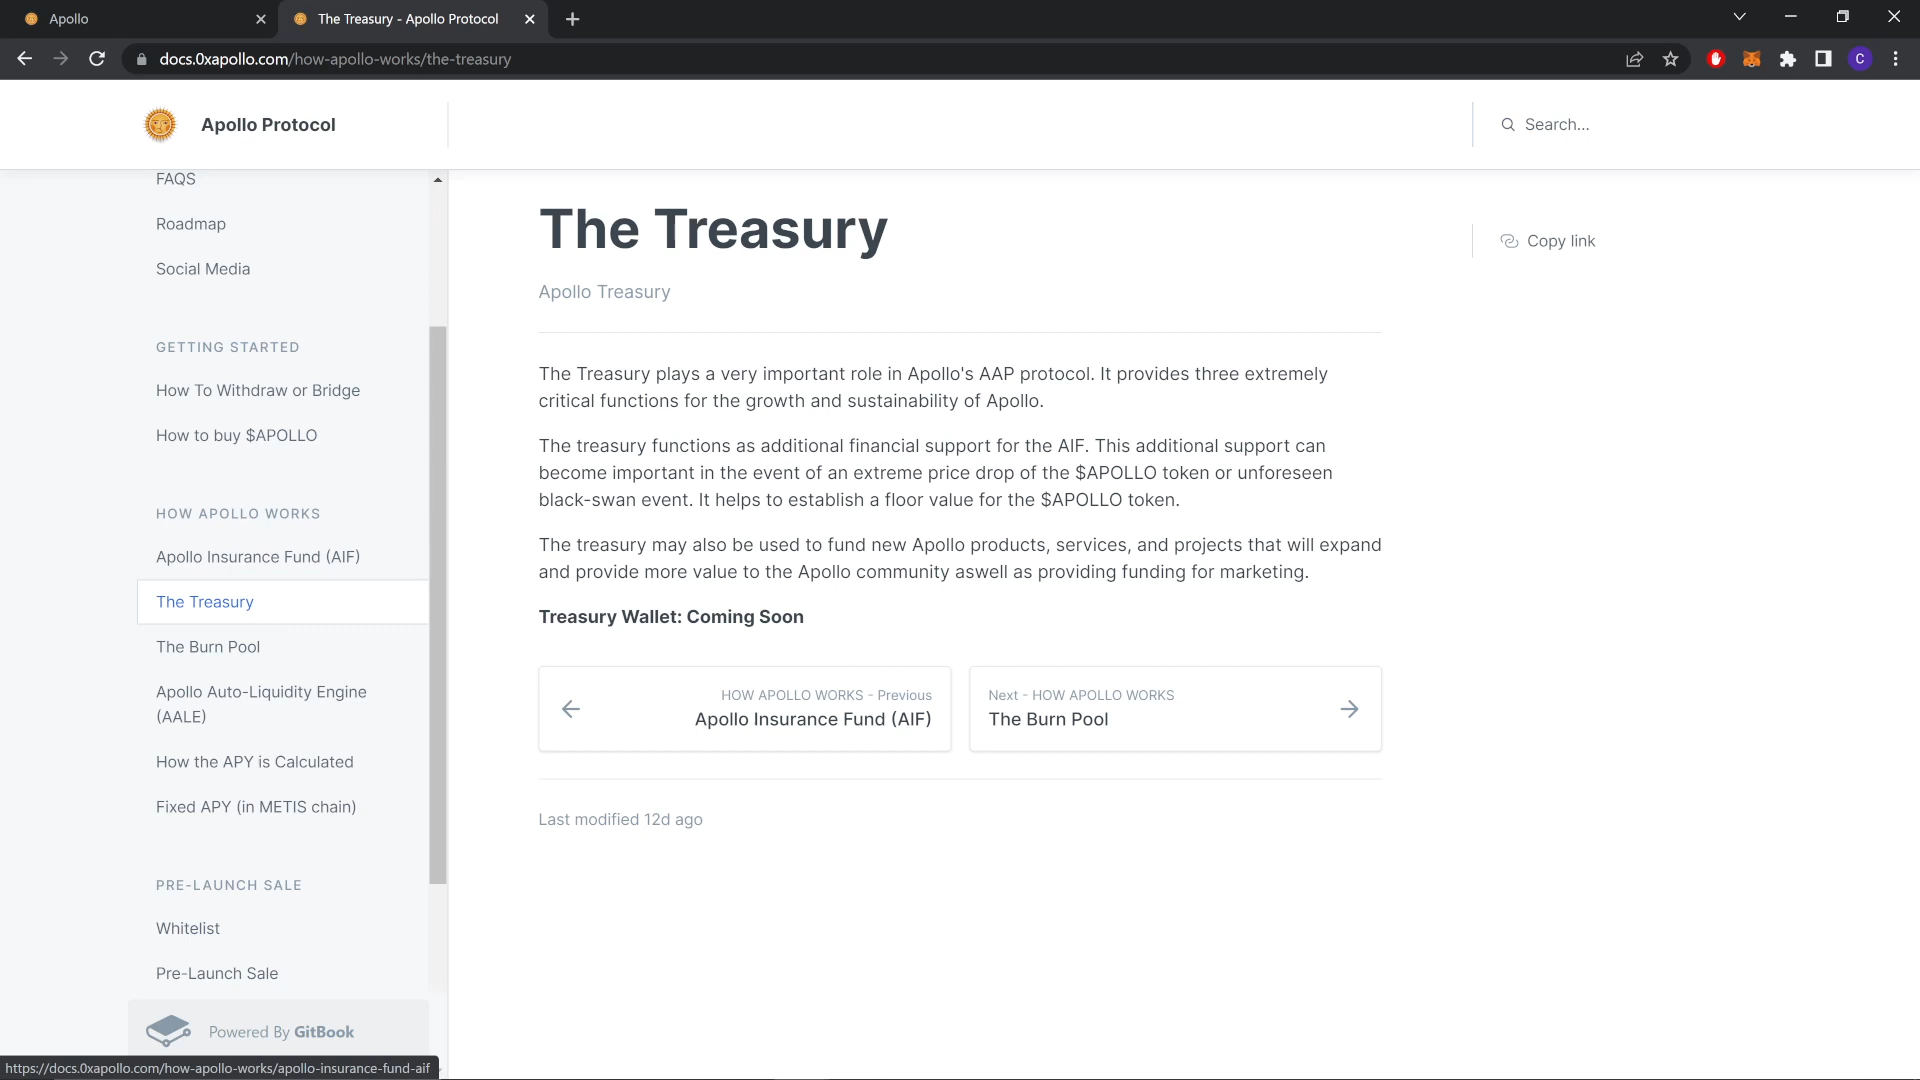 Apollo
The Treasury - Apollo Protocol
docs.0xapollo.com/how-apollo-works/the-treasury
C
Apollo Protocol
Search...
FAQS
Roadmap
Social Media
GETTING STARTED
How To Withdraw or Bridge
How to buy $APOLLO
HOW APOLLO WORKS
Apollo Insurance Fund (AIF)
The Treasury
The Burn Pool
Apollo Auto-Liquidity Engine
(AALE)
How the APY is Calculated
Fixed APY (in METIS chain)
PRE-LAUNCH SALE
Whitelist
Pre-Launch Sale
Powered By GitBook
https://docs.0xapollo.com/how-apollo-works/apollo-insurance-fund-aif
The Treasury
Copy link
Apollo Treasury
The Treasury plays a very important role in Apollo's AAP protocol. It provides three extremely
critical functions for the growth and sustainability of Apollo.
The treasury functions as additional financial support for the AIF. This additional support can
become important in the event of an extreme price drop of the $APOLLO token or unforeseen
black-swan event. It helps to establish a floor value for the $APOLLO token.
The treasury may also be used to fund new Apollo products, services, and projects that will expand
and provide more value to the Apollo community aswell as providing funding for marketing.
Treasury Wallet: Coming Soon
HOW APOLLO WORKS - Previous
Apollo Insurance Fund (AIF)
Next - HOW APOLLO WORKS
The Burn Pool
Last modified 12d ago